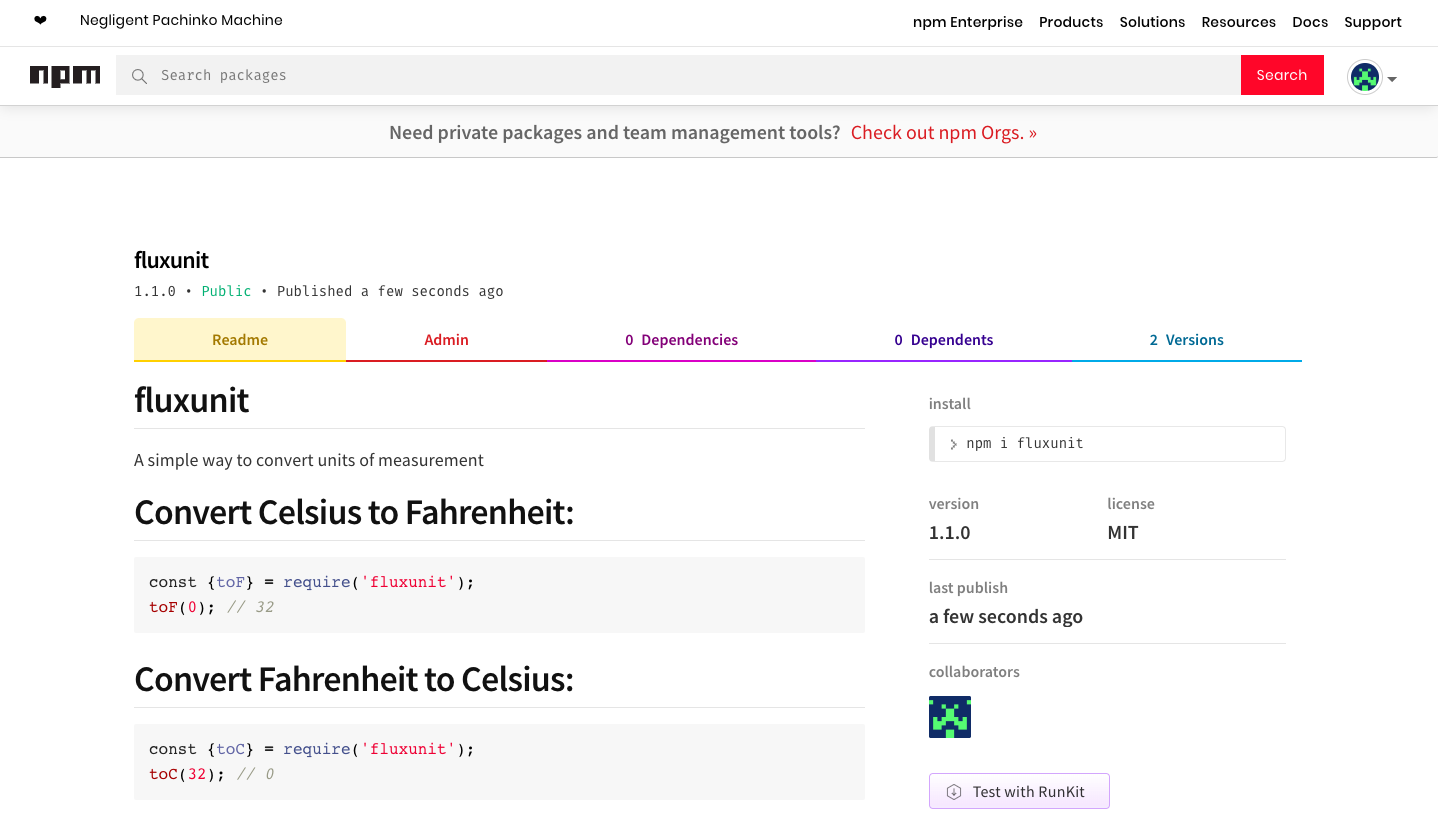 ❤ Negligent Pachinko Machine npm Enterprise Products Solutions Resources Docs Support
npm Search packages Search
Need private packages and team management tools? Check out npm Orgs. »
fluxunit
1.1.0 • Public • Published a few seconds ago
Readme Admin 0 Dependencies 0 Dependents 2 Versions
fluxunit
A simple way to convert units of measurement
Convert Celsius to Fahrenheit:
const {toF} = require('fluxunit');
toF(0); // 32
Convert Fahrenheit to Celsius:
const {toC} = require('fluxunit');
toC(32); // 0
install
npm i fluxunit
version license
1.1.0 MIT
last publish
a few seconds ago
collaborators
Test with RunKit